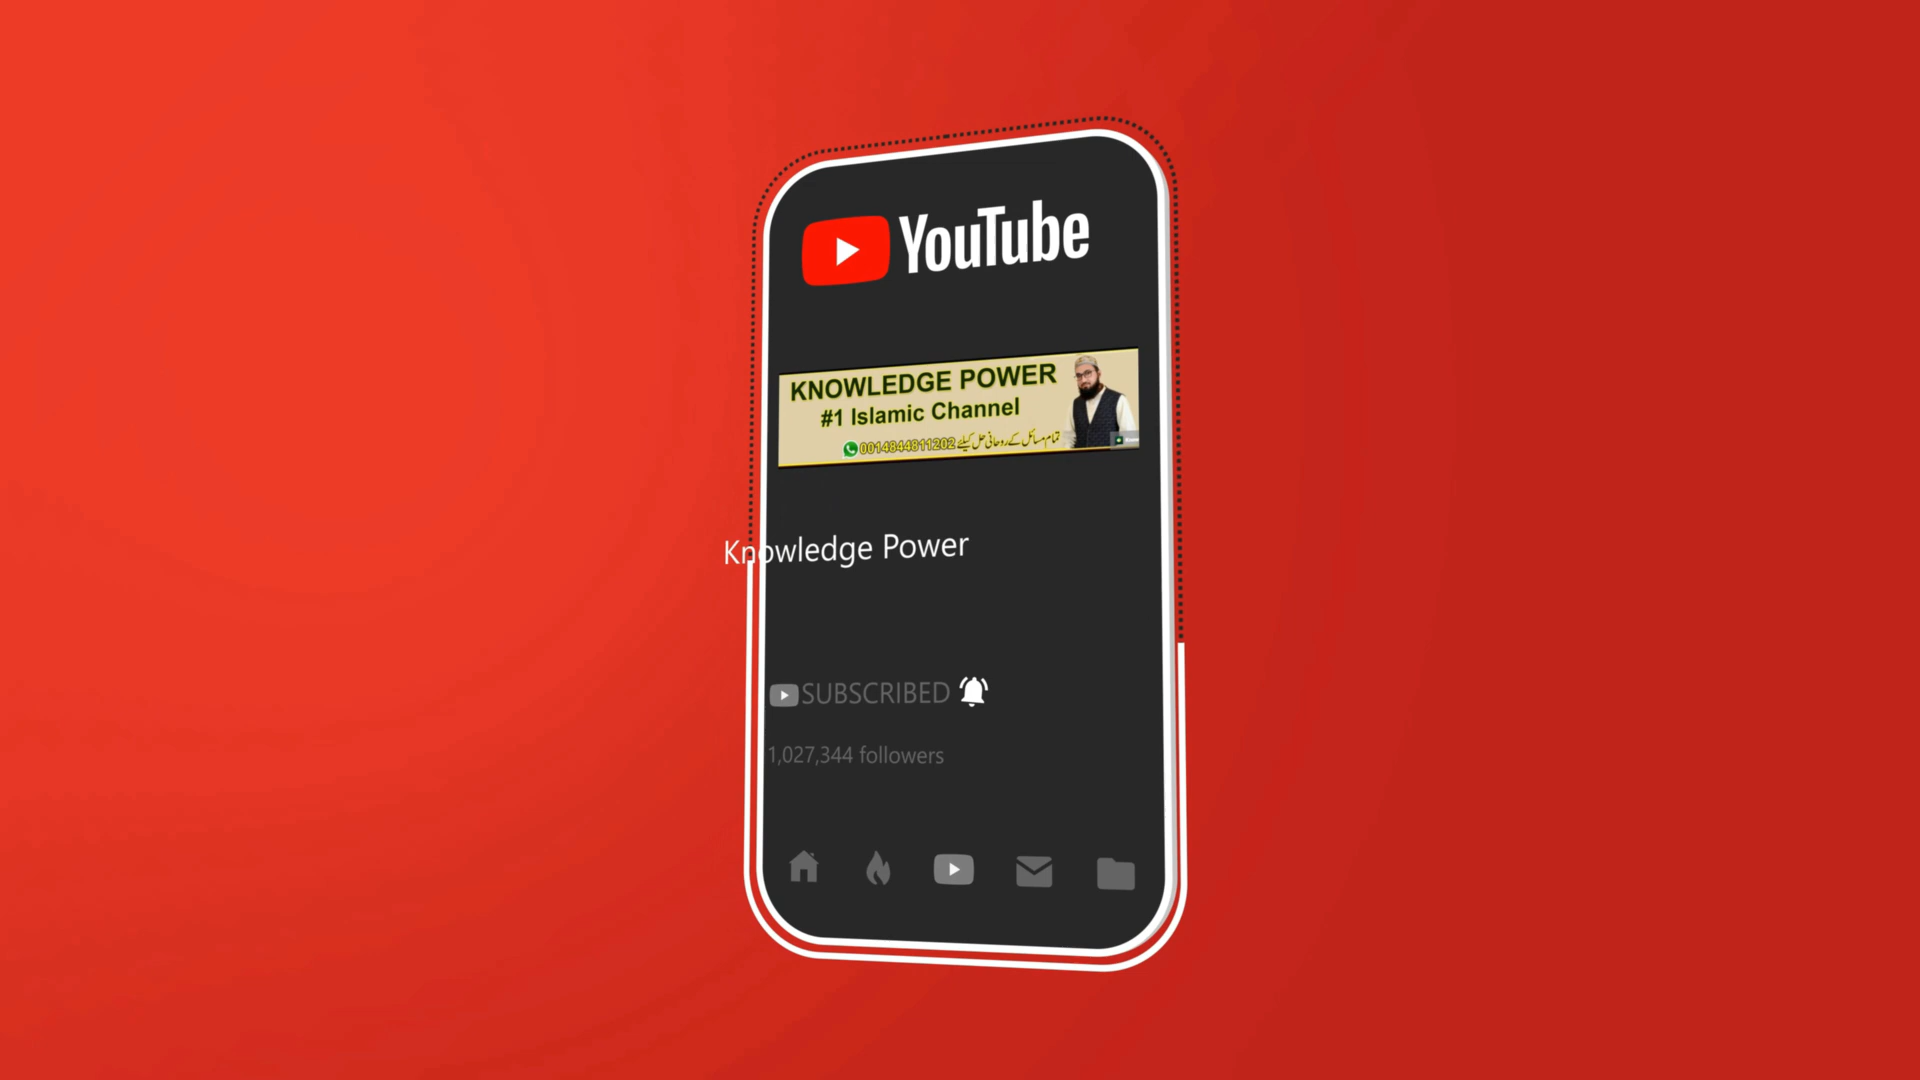 YouTube
KNOWLEDGE POWER
#1 Islamic Channel
0014844811202 تمام مسائل کے روحانی حل کیلئے
Knowledge Power
SUBSCRIBED
1,027,344 followers